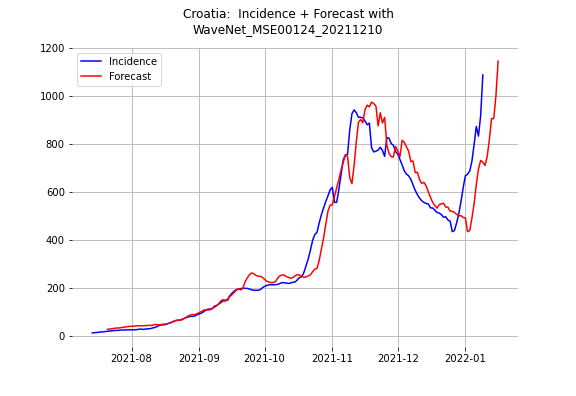 Croatia:  Incidence + Forecast with
WaveNet_MSE00124_20211210
1200
1000
800
600
400
200
0
Incidence
Forecast
2021-08 2021-09 2021-10 2021-11 2021-12 2022-01